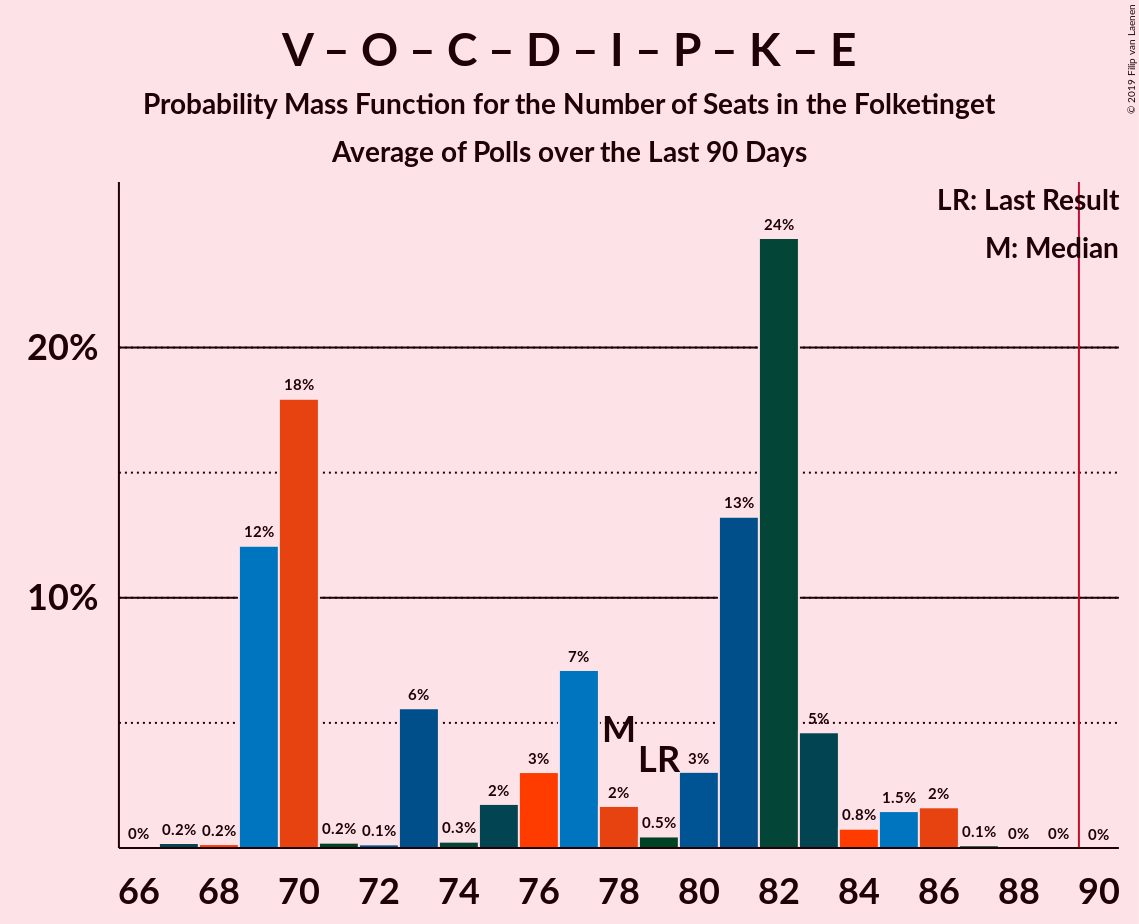 V – O – C – D – I – P – K – E
Probability Mass Function for the Number of Seats in the Folketinget
Average of Polls over the Last 90 Days
© 2019 Filip van Laenen
LR: Last Result
M: Median
20%
10%
0% 0.2% 0.2% 12% 18% 0.2% 0.1% 6% 0.3% 2% 3% 7% 2% 0.5% 3% 13% 24% 5% 0.8% 1.5% 2% 0.1% 0% 0% 0%
M
LR
66 68 70 72 74 76 78 80 82 84 86 88 90